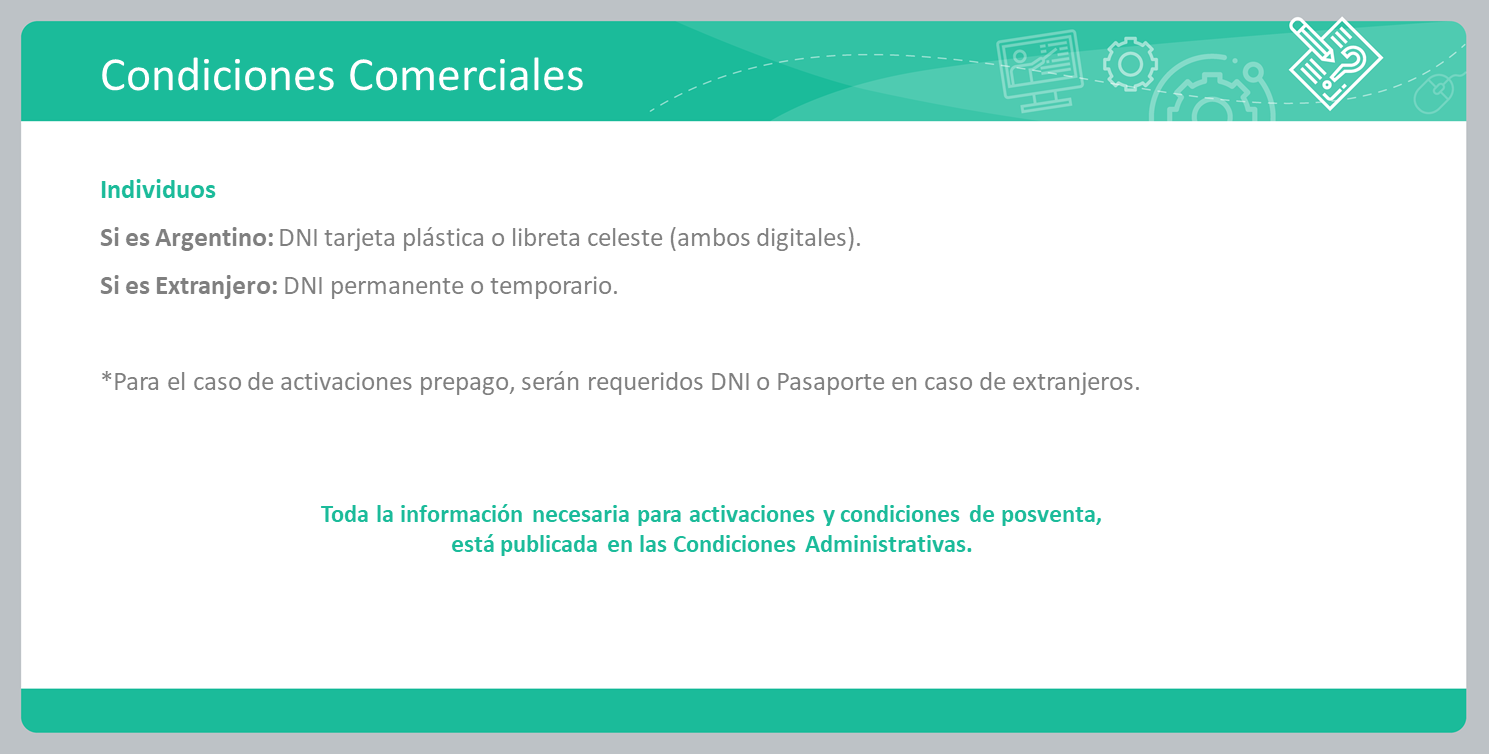 Condiciones Comerciales
Individuos
Si es Argentino: DNI tarjeta plástica o libreta celeste (ambos digitales).
Si es Extranjero: DNI permanente o temporario.
*Para el caso de activaciones prepago, serán requeridos DNI o Pasaporte en caso de extranjeros.
Toda la información necesaria para activaciones y condiciones de posventa,
está publicada en las Condiciones Administrativas.